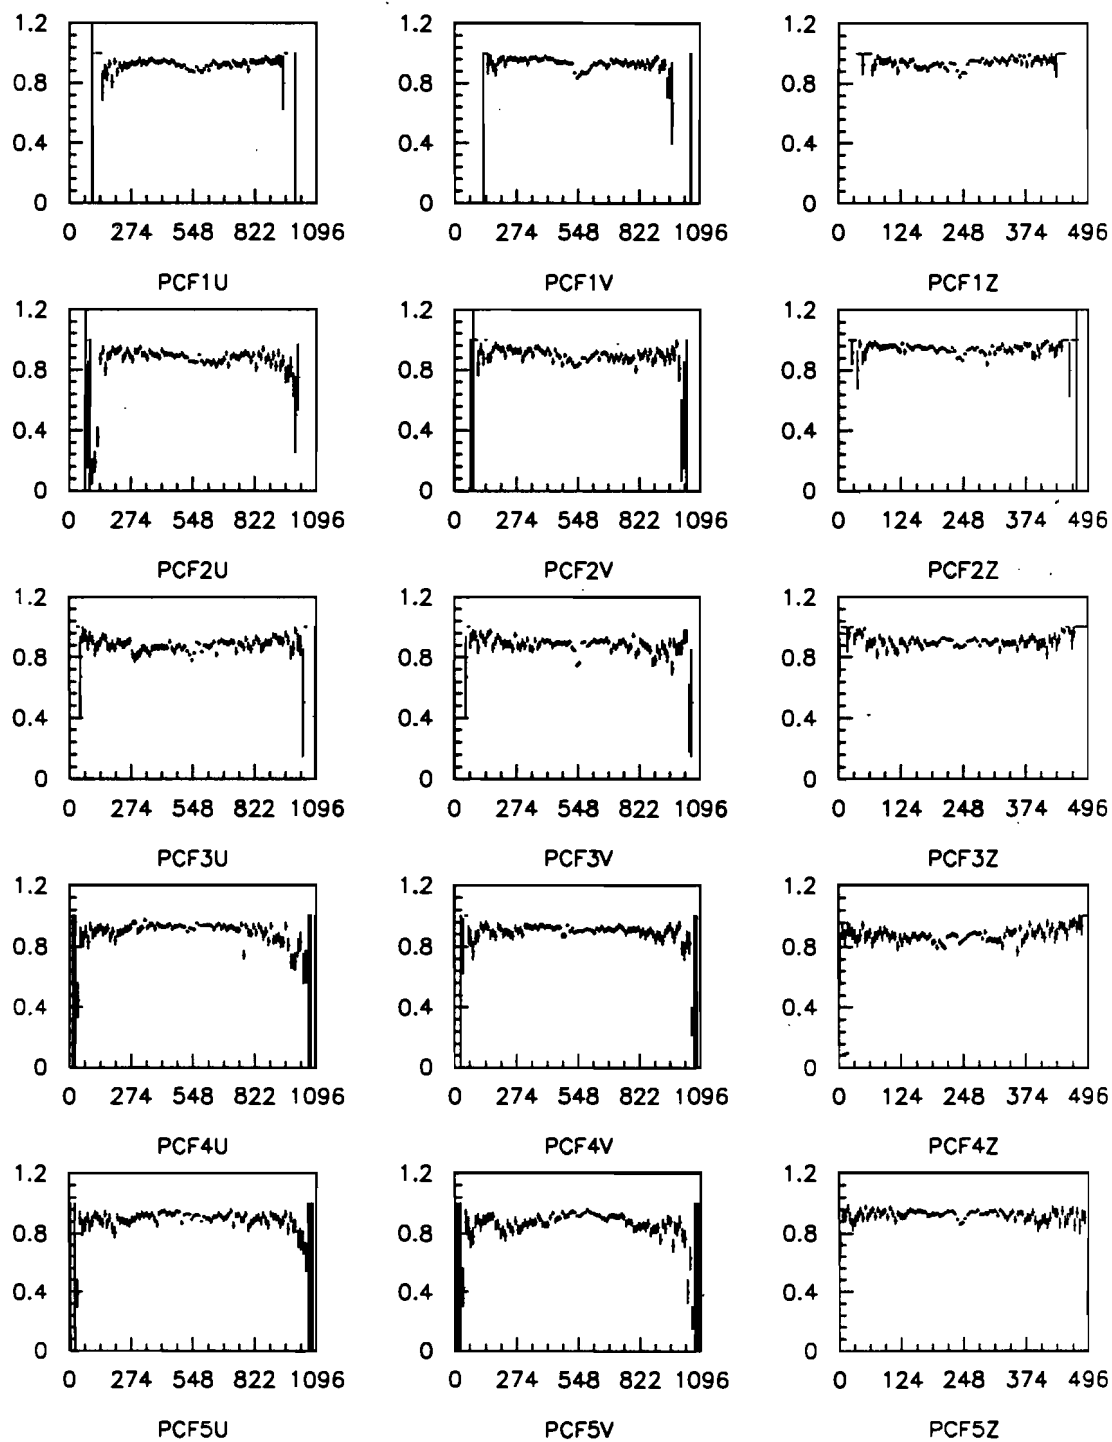 1.2 1.2 1.2
0.8 0.8 0.8
0.4 0.4 0.4
0 0 0
0 274 548 822 1096 0 274 548 822 1096 0 124 248 374 496
PCF1U PCF1V PCF1Z
1.2 1.2 1.2
0.8 0.8 0.8
0.4 0.4 0.4
0 0 0
0 274 548 822 1096 0 274 548 822 1096 0 124 248 374 496
PCF2U PCF2V PCF2Z
1.2 1.2 1.2
0.8 0.8 0.8
0.4 0.4 0.4
0 0 0
0 274 548 822 1096 0 274 548 822 1096 0 124 248 374 496
PCF3U PCF3V PCF3Z
1.2 1.2 1.2
0.8 0.8 0.8
0.4 0.4 0.4
0 0 0
0 274 548 822 1096 0 274 548 822 1096 0 124 248 374 496
PCF4U PCF4V PCF4Z
1.2 1.2 1.2
0.8 0.8 0.8
0.4 0.4 0.4
0 0 0
0 274 548 822 1096 0 274 548 822 1096 0 124 248 374 496
PCF5U PCF5V PCF5Z